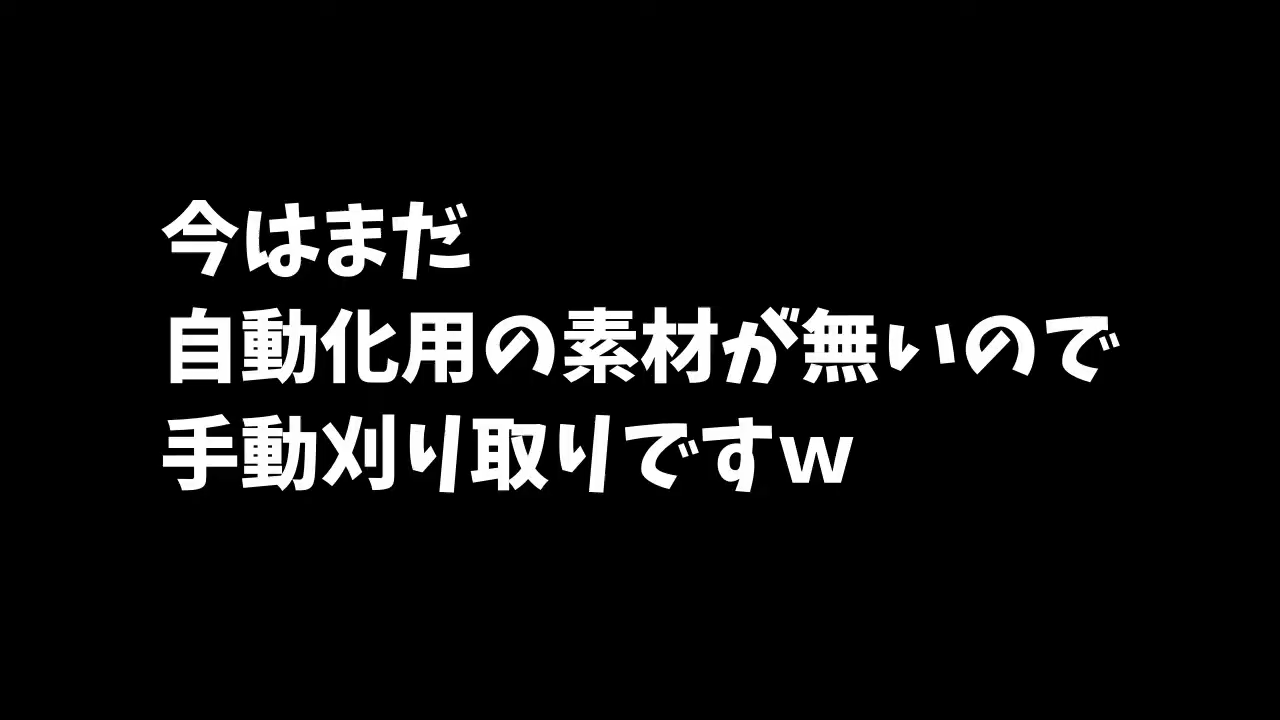 今はまだ
自動化用の素材が無いので
手動刈り取りですｗ